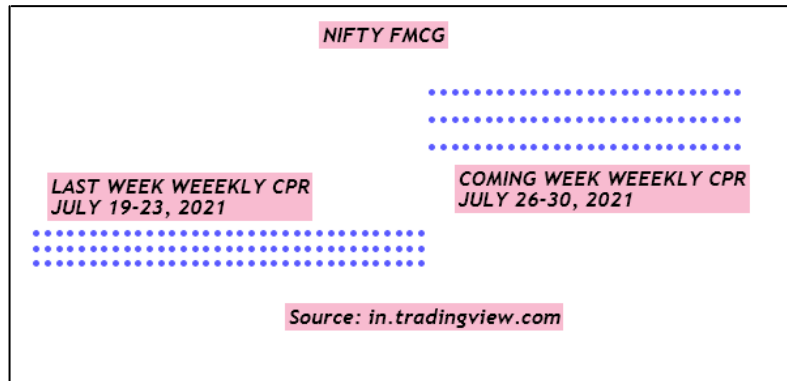 NIFTY FMCG
LAST WEEK WEEEKLY CPR
JULY 19-23, 2021
COMING WEEK WEEEKLY CPR
JULY 26-30, 2021
Source: in.tradingview.com